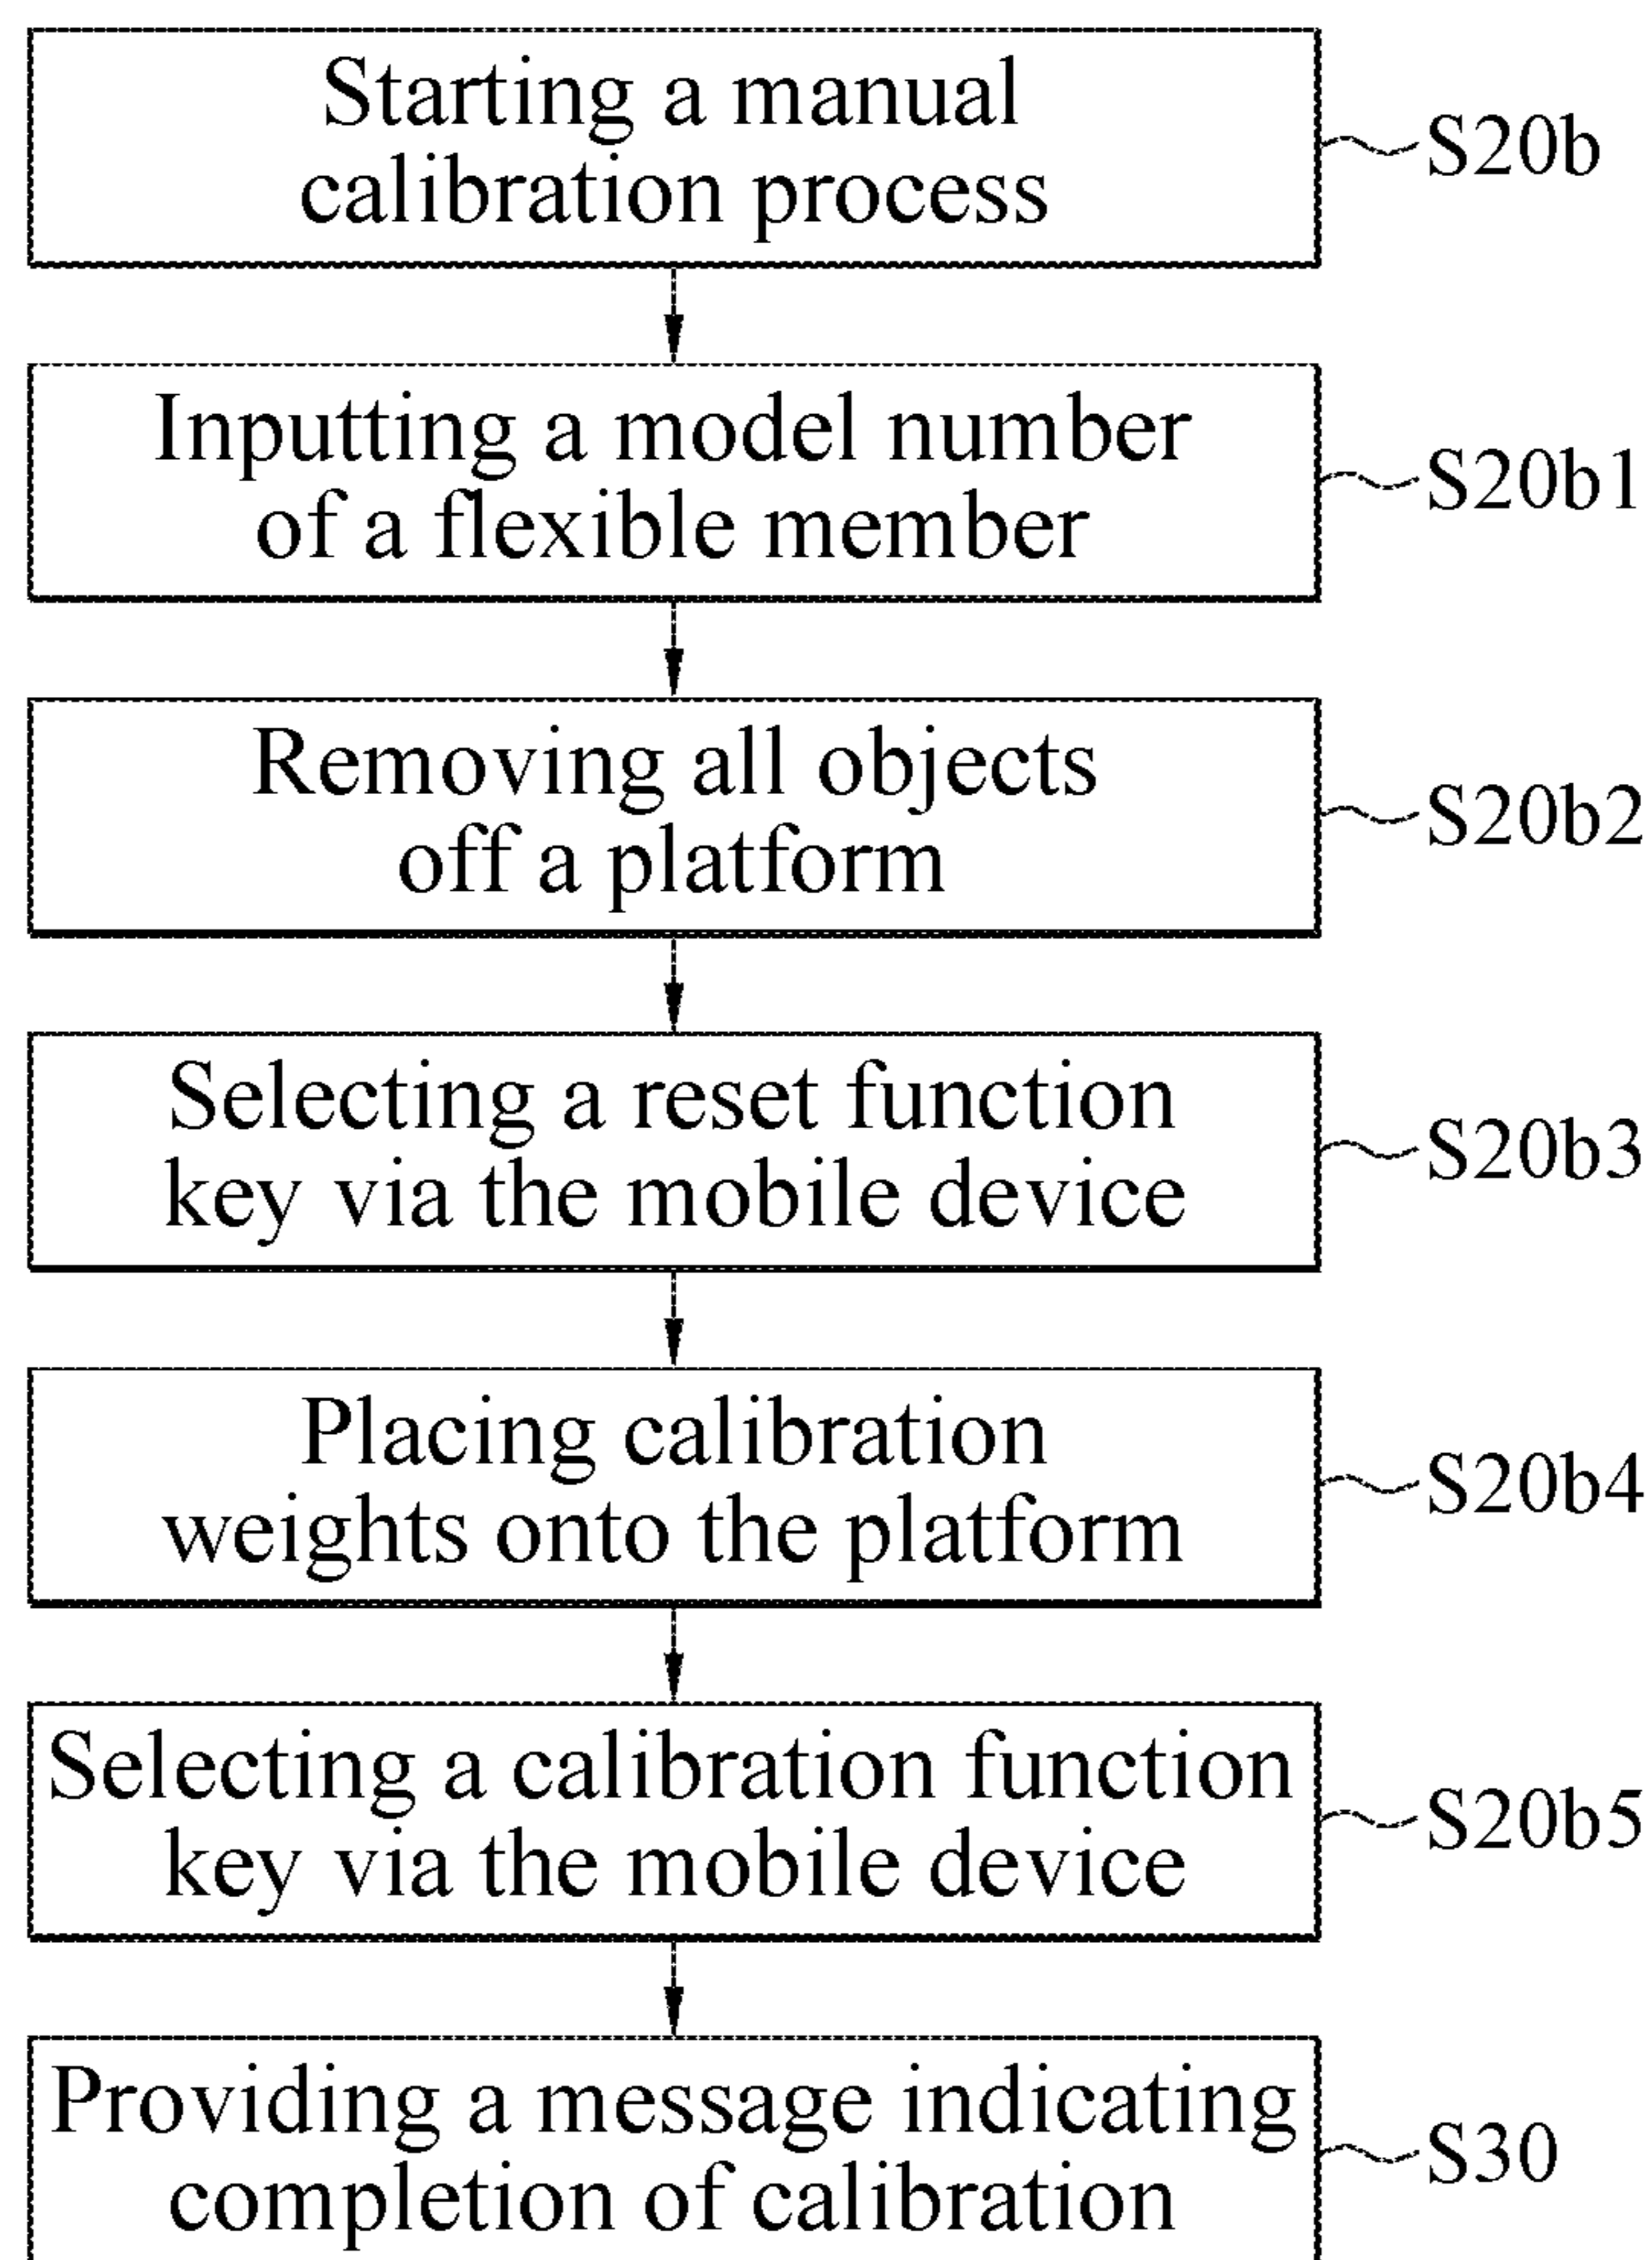 Starting a manual
calibration process
S20b
Inputting a model number
of a flexible member
S20b1
Removing all objects
off a platform
S20b2
Selecting a reset function
key via the mobile device
S20b3
Placing calibration
weights onto the platform
S20b4
Selecting a calibration function
key via the mobile device
S20b5
Providing a message indicating
completion of calibration
S30